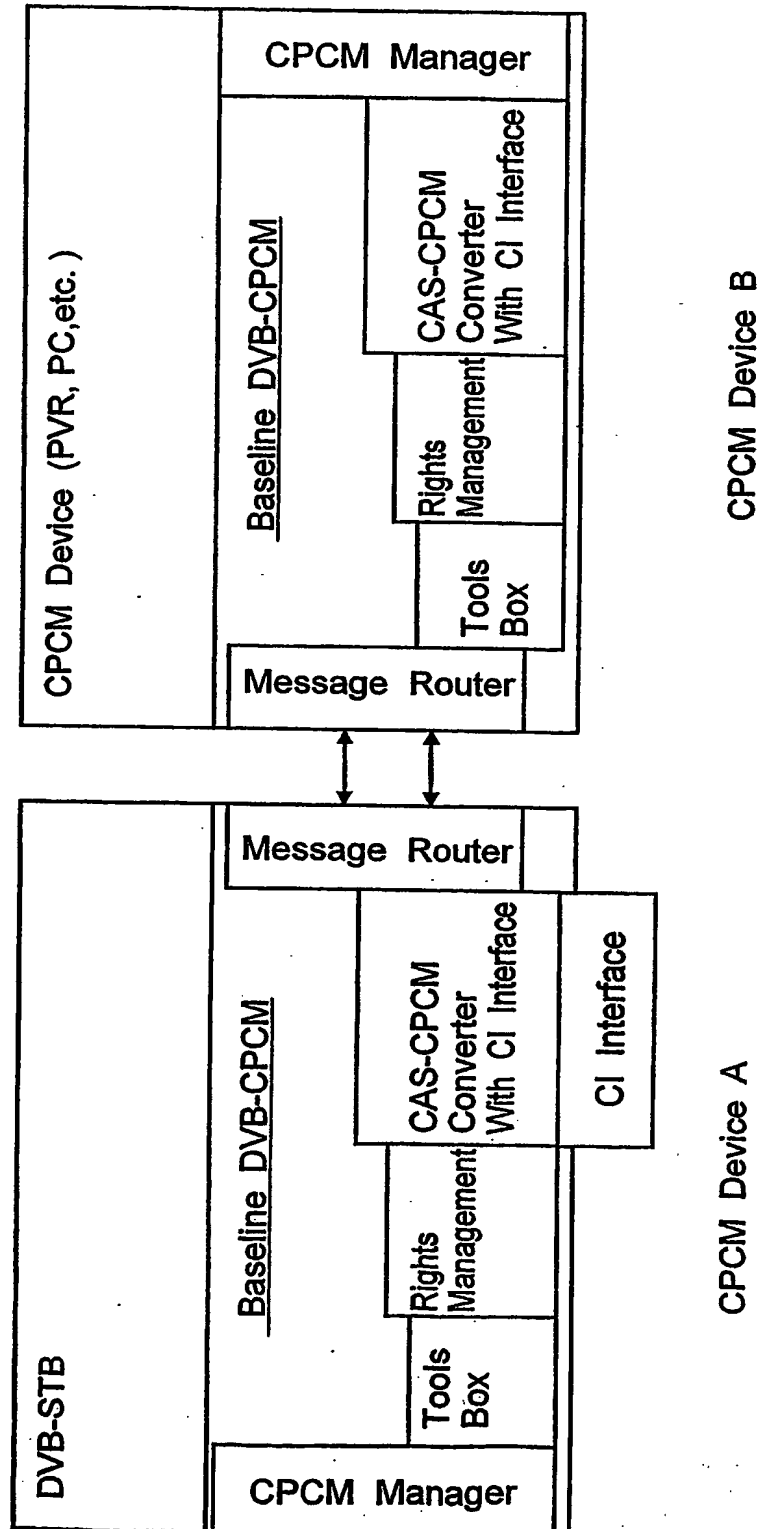 DVB-STB
CPCM Manager
Baseline DVB-CPCM
Tools
Box
Rights
Management
CAS-CPCM
Converter
With CI Interface
CI Interface
Message Router
CPCM Device A
CPCM Device (PVR, PC,etc. )
Message Router
Baseline DVB-CPCM
Tools
Box
Rights
Management
CAS-CPCM
Converter
With CI Interface
CPCM Manager
CPCM Device B